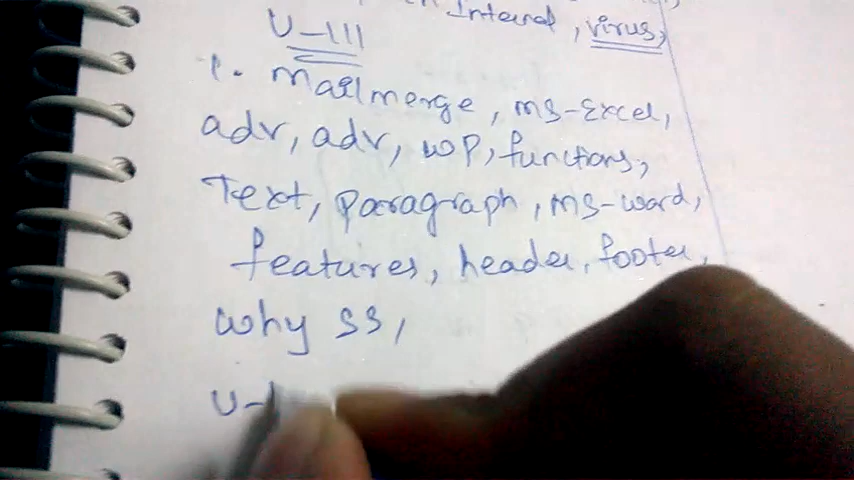 Internal, virus,
U-III
1. Mailmerge, MS-Excel,
adv, adv, WP, functions,
Text, paragraph, MS-word,
features, header, footer,
Why SS,
U-